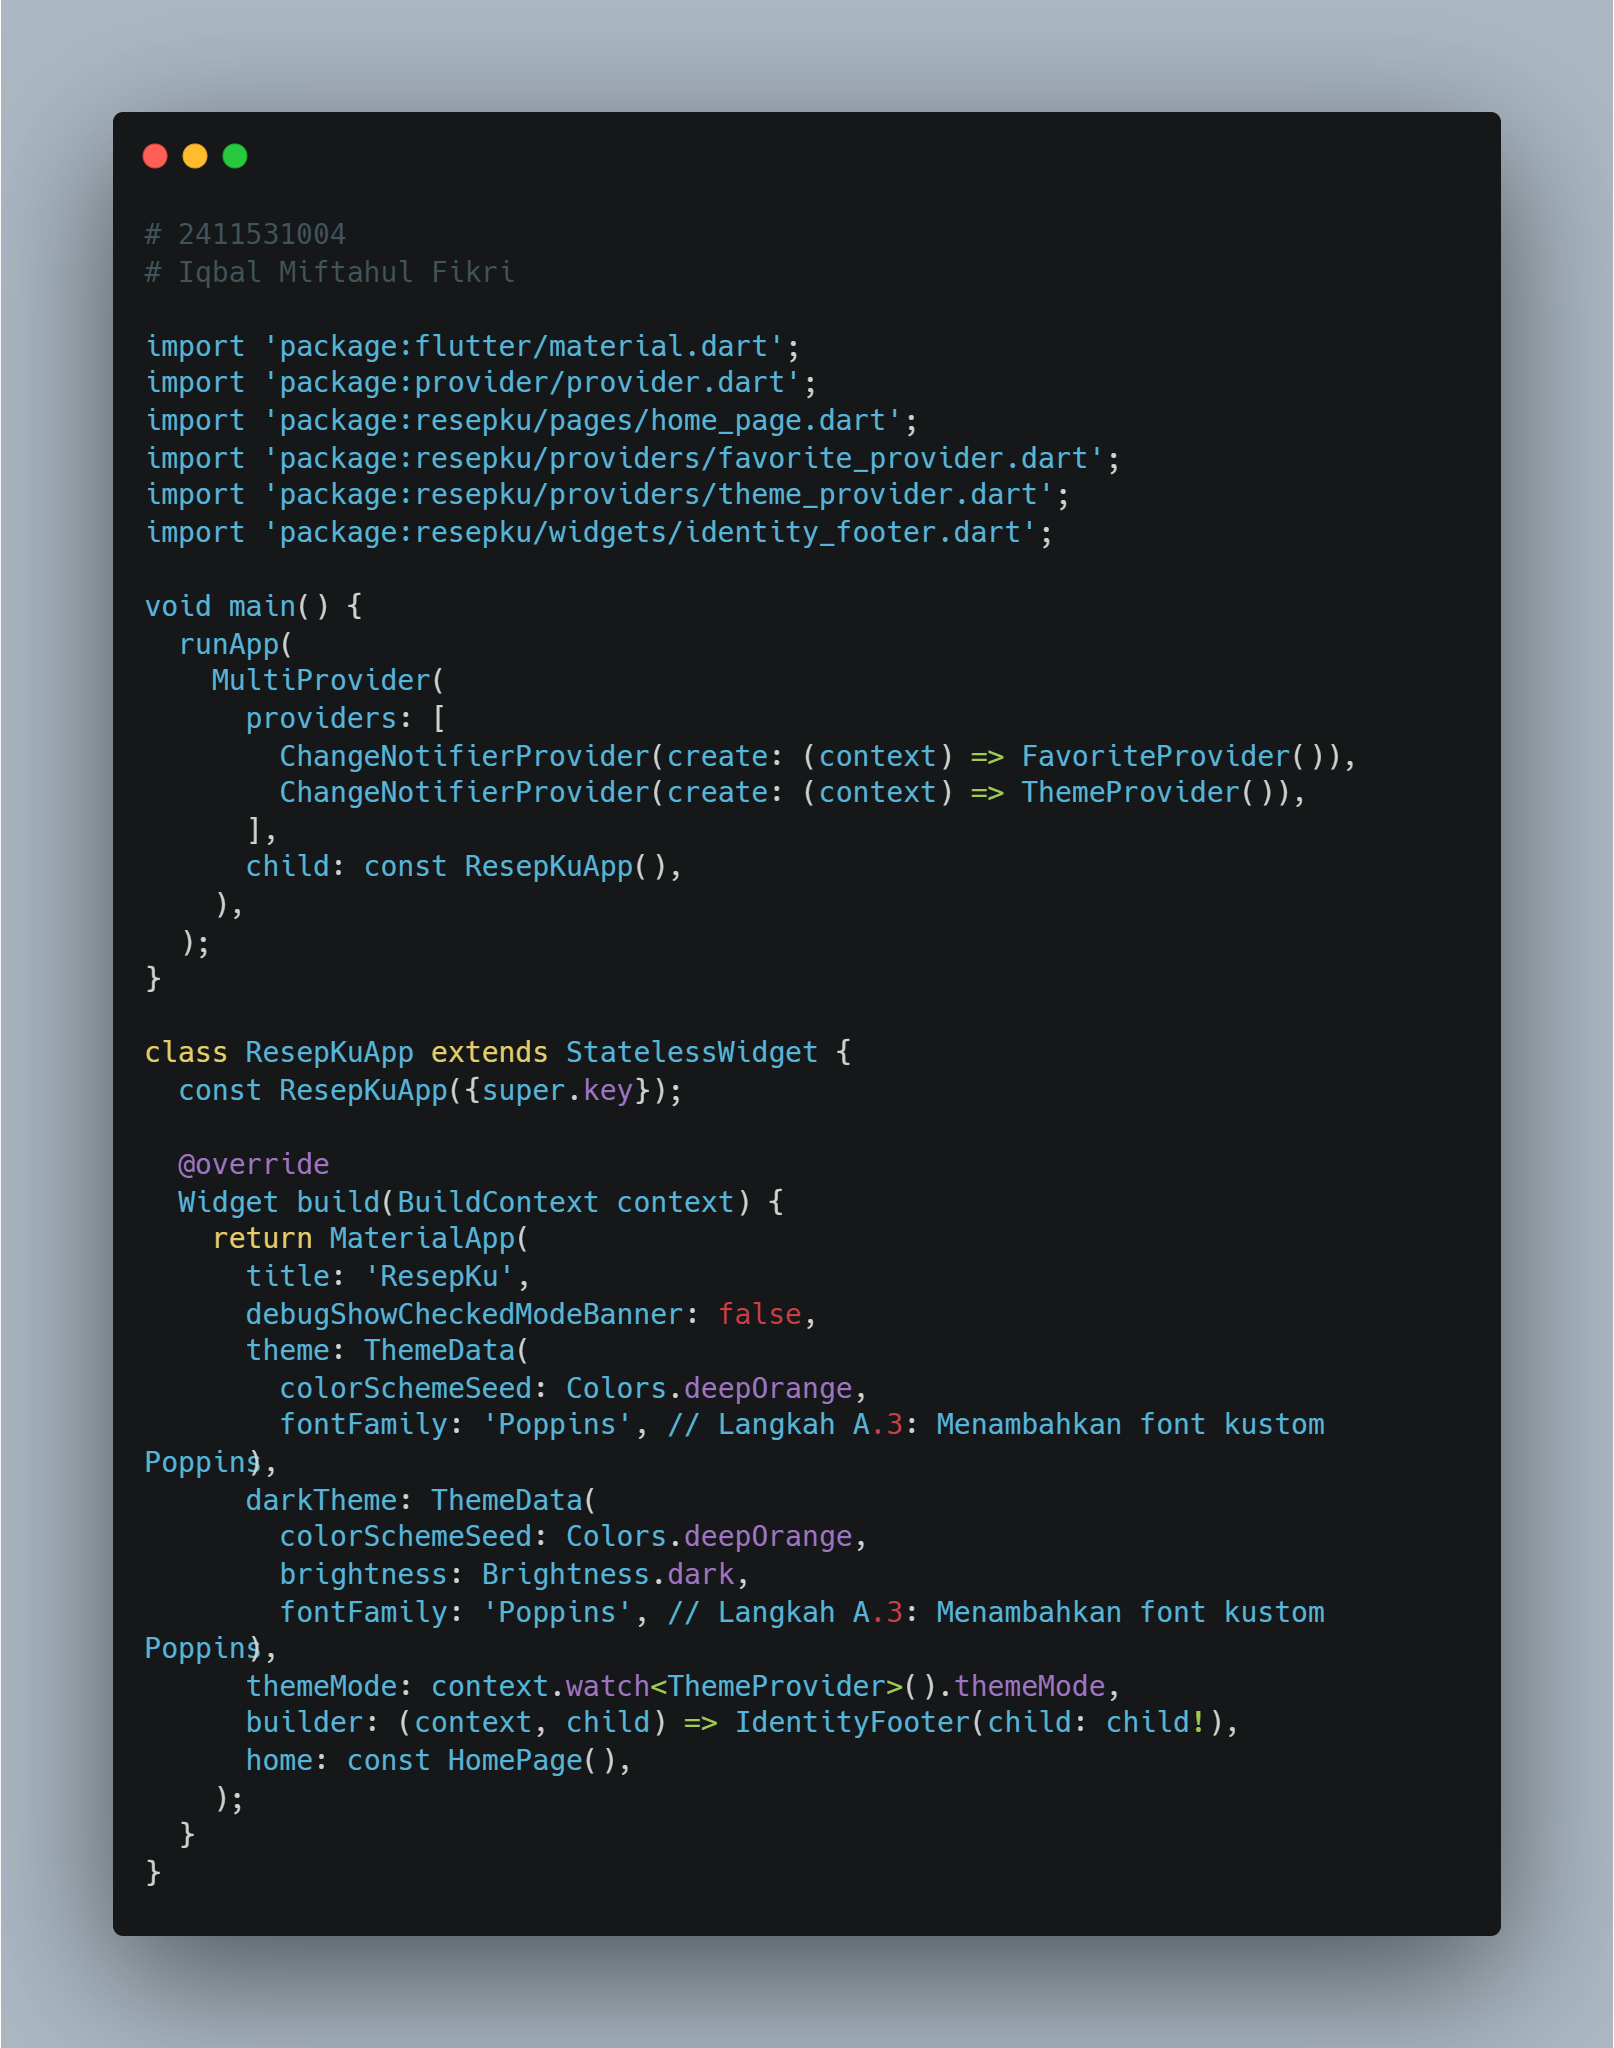 # 2411531004
# Iqbal Miftahul Fikri

import 'package:flutter/material.dart';
import 'package:provider/provider.dart';
import 'package:resepku/pages/home_page.dart';
import 'package:resepku/providers/favorite_provider.dart';
import 'package:resepku/providers/theme_provider.dart';
import 'package:resepku/widgets/identity_footer.dart';

void main() {
  runApp(
    MultiProvider(
      providers: [
        ChangeNotifierProvider(create: (context) => FavoriteProvider()),
        ChangeNotifierProvider(create: (context) => ThemeProvider()),
      ],
      child: const ResepKuApp(),
    ),
  );
}

class ResepKuApp extends StatelessWidget {
  const ResepKuApp({super.key});

  @override
  Widget build(BuildContext context) {
    return MaterialApp(
      title: 'ResepKu',
      debugShowCheckedModeBanner: false,
      theme: ThemeData(
        colorSchemeSeed: Colors.deepOrange,
        fontFamily: 'Poppins', // Langkah A.3: Menambahkan font kustom
Poppins),
      darkTheme: ThemeData(
        colorSchemeSeed: Colors.deepOrange,
        brightness: Brightness.dark,
        fontFamily: 'Poppins', // Langkah A.3: Menambahkan font kustom
Poppins),
      themeMode: context.watch<ThemeProvider>().themeMode,
      builder: (context, child) => IdentityFooter(child: child!),
      home: const HomePage(),
    );
  }
}